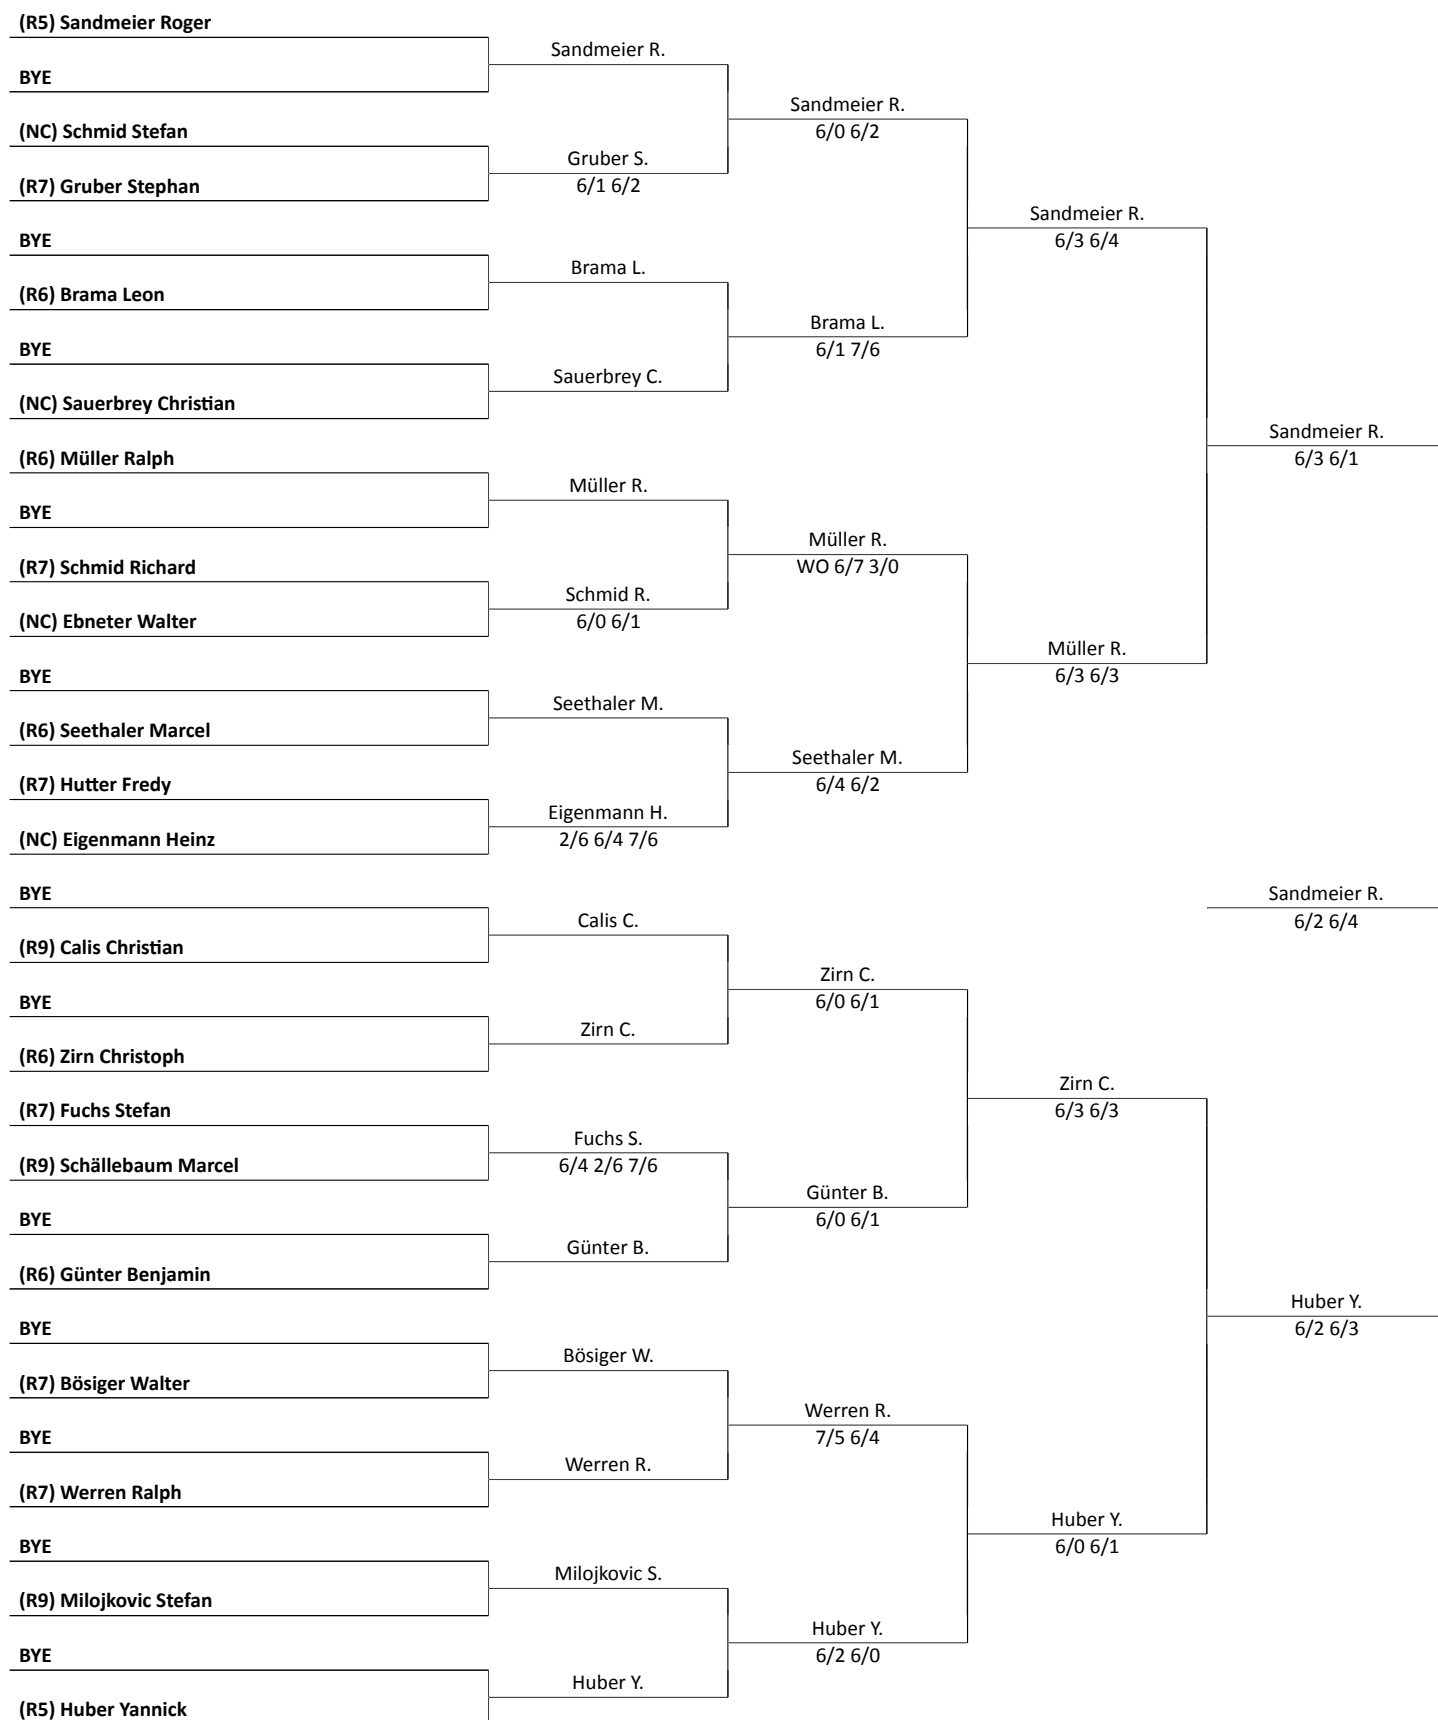 (R5) Sandmeier Roger
BYE
(NC) Schmid Stefan
(R7) Gruber Stephan
BYE
(R6) Brama Leon
BYE
(NC) Sauerbrey Christian
(R6) Müller Ralph
BYE
(R7) Schmid Richard
(NC) Ebneter Walter
BYE
(R6) Seethaler Marcel
(R7) Hutter Fredy
(NC) Eigenmann Heinz
BYE
(R9) Calis Christian
BYE
(R6) Zirn Christoph
(R7) Fuchs Stefan
(R9) Schällebaum Marcel
BYE
(R6) Günter Benjamin
BYE
(R7) Bösiger Walter
BYE
(R7) Werren Ralph
BYE
(R9) Milojkovic Stefan
BYE
(R5) Huber Yannick
Sandmeier R.
Gruber S.
6/1 6/2
Brama L.
Sauerbrey C.
Müller R.
Schmid R.
6/0 6/1
Seethaler M.
Eigenmann H.
2/6 6/4 7/6
Calis C.
Zirn C.
Fuchs S.
6/4 2/6 7/6
Günter B.
Bösiger W.
Werren R.
Milojkovic S.
Huber Y.
Sandmeier R.
6/0 6/2
Brama L.
6/1 7/6
Müller R.
WO 6/7 3/0
Seethaler M.
6/4 6/2
Zirn C.
6/0 6/1
Günter B.
6/0 6/1
Werren R.
7/5 6/4
Huber Y.
6/2 6/0
Sandmeier R.
6/3 6/4
Müller R.
6/3 6/3
Zirn C.
6/3 6/3
Huber Y.
6/0 6/1
Sandmeier R.
6/3 6/1
Sandmeier R.
6/2 6/4
Huber Y.
6/2 6/3